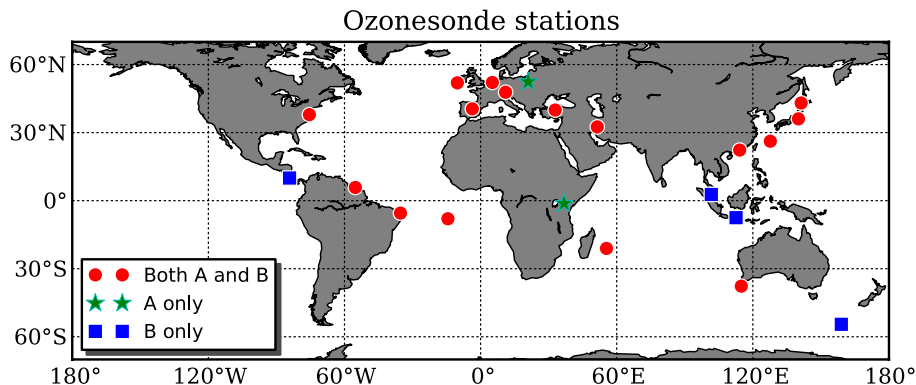 Ozonesonde stations
60°N
30°N
0°
30°S
60°S
Both A and B
A only
B only
180°
120°W
60°W
0°
60°E
120°E
180°